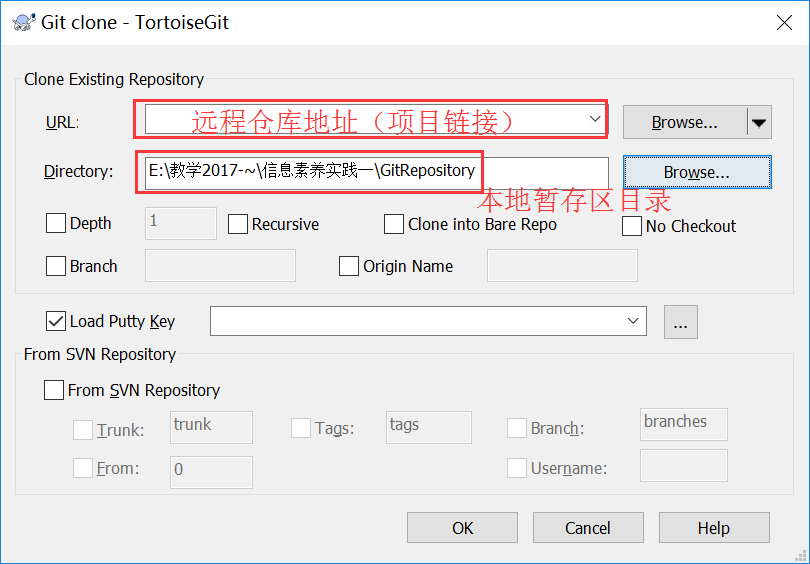 Git clone - TortoiseGit
Clone Existing Repository
URL:
远程仓库地址（项目链接）
Browse...
Directory:
E:\教学2017-~\信息素养实践一\GitRepository
Browse...
本地暂存区目录
Depth
1
Recursive
Clone into Bare Repo
No Checkout
Branch
Origin Name
Load Putty Key
...
From SVN Repository
From SVN Repository
Trunk:
trunk
Tags:
tags
Branch:
branches
From:
0
Username:
OK
Cancel
Help